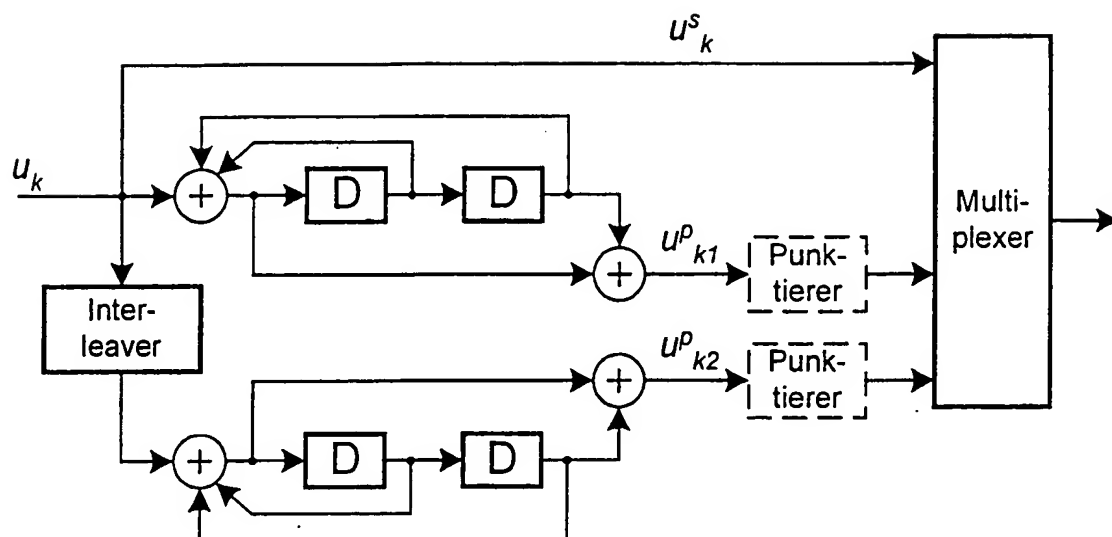 u^s_k
u_k
+
D
D
Multi-
plexer
+
u^p_k1
Punk-
tierer
Inter-
leaver
+
u^p_k2
Punk-
tierer
+
D
D